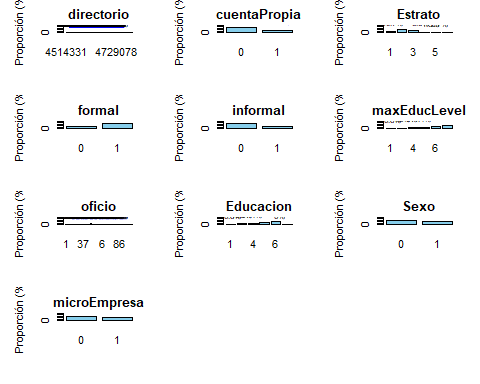 directorio
cuentaPropia
Estrato
Proporción (%
0
4514331 4729078
Proporción (%
0
0 1
Proporción (%
0
1 3 5
formal
informal
maxEducLevel
Proporción (%
0
0 1
Proporción (%
0
0 1
Proporción (%
0
1 4 6
oficio
Educacion
Sexo
Proporción (%
0
1 37 6 86
Proporción (%
0
1 4 6
Proporción (%
0
0 1
microEmpresa
Proporción (%
0
0 1